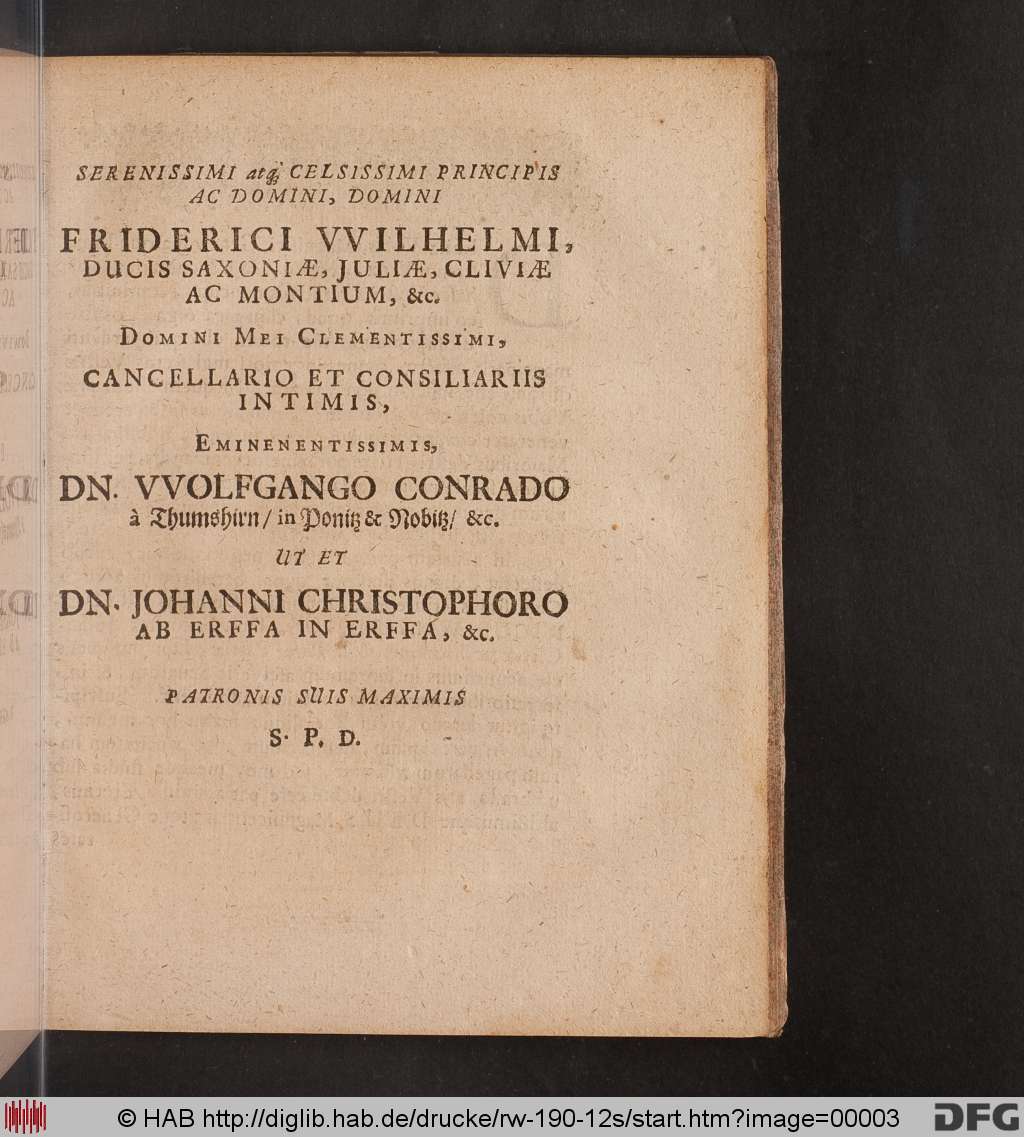 SERENISSIMI atq́; CELSISSIMI PRINCIPIS
AC DOMINI, DOMINI
FRIDERICI VVILHELMI,
DUCIS SAXONIÆ, JULIÆ, CLIVIÆ
AC MONTIUM, &c.
DOMINI MEI CLEMENTISSIMI,
CANCELLARIO ET CONSILIARIIS
INTIMIS,
EMINENENTISSIMIS,
DN. VVOLFGANGO CONRADO
à Thumshirn/ in Ponitz & Nobitz/ &c.
UT ET
DN. JOHANNI CHRISTOPHORO
AB ERFFA IN ERFFA, &c.
PATRONIS SUIS MAXIMIS
S. P. D.
© HAB http://diglib.hab.de/drucke/rw-190-12s/start.htm?image=00003
DFG